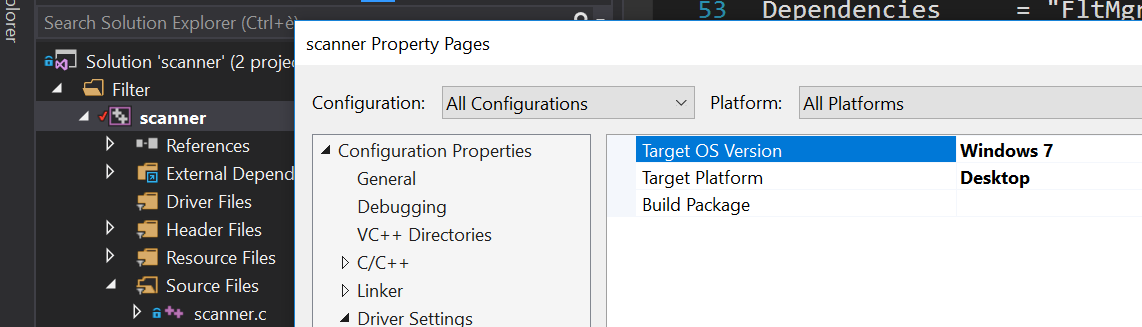 xplorer
Search Solution Explorer (Ctrl+è)
53 Dependencies = "FltMgr
Solution 'scanner' (2 proje
Filter
scanner
References
External Depend
Driver Files
Header Files
Resource Files
Source Files
scanner.c
scanner Property Pages
Configuration: All Configurations Platform: All Platforms
Configuration Properties
General
Debugging
VC++ Directories
C/C++
Linker
Driver Settings
Target OS Version Windows 7
Target Platform Desktop
Build Package